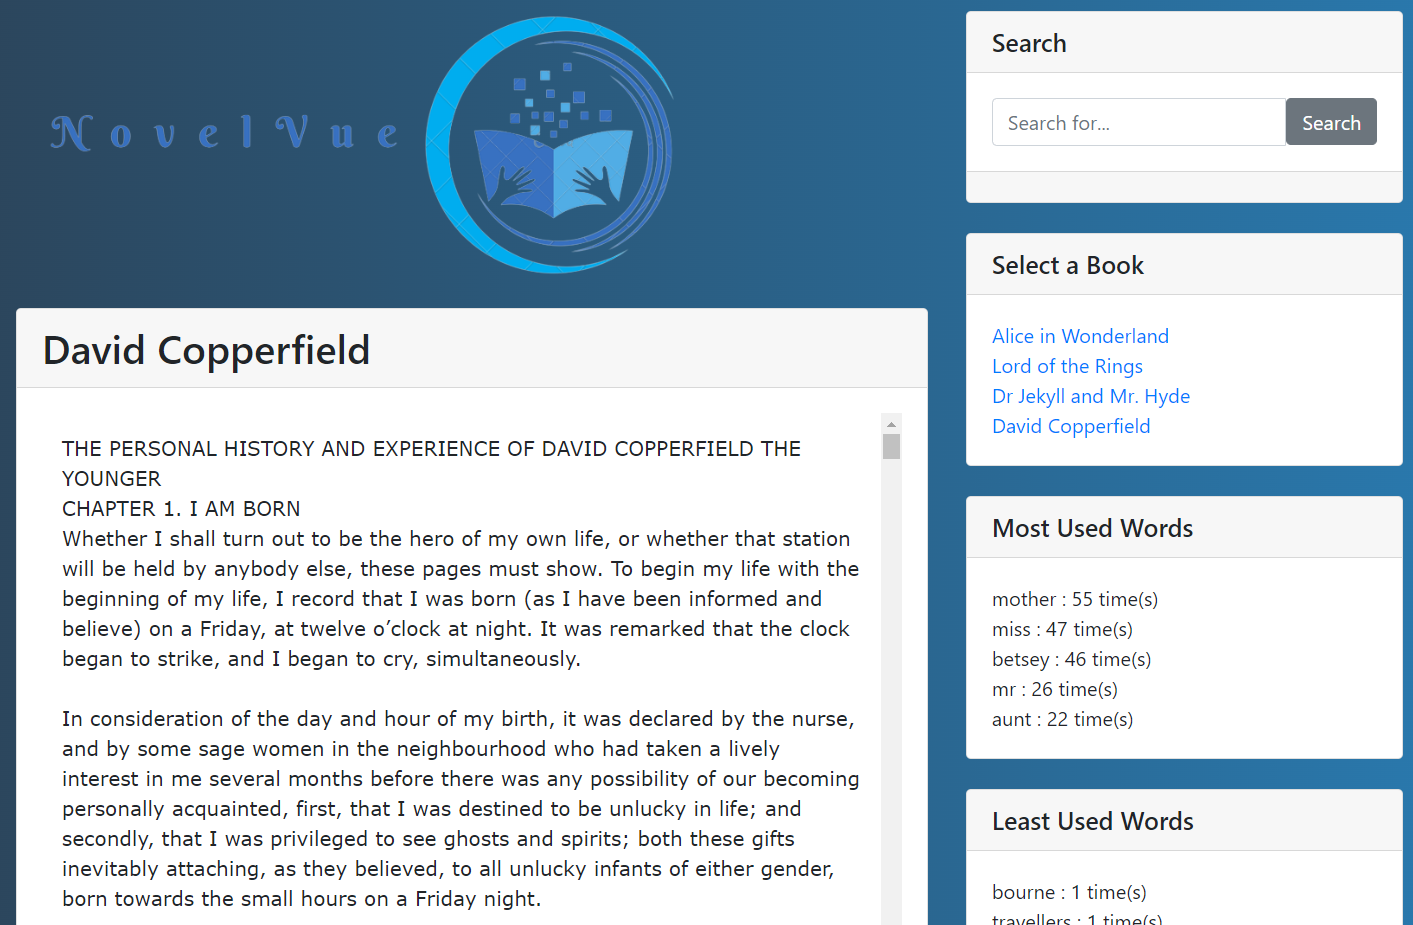 NovelVue
David Copperfield
THE PERSONAL HISTORY AND EXPERIENCE OF DAVID COPPERFIELD THE
YOUNGER
CHAPTER 1. I AM BORN
Whether I shall turn out to be the hero of my own life, or whether that station
will be held by anybody else, these pages must show. To begin my life with the
beginning of my life, I record that I was born (as I have been informed and
believe) on a Friday, at twelve o’clock at night. It was remarked that the clock
began to strike, and I began to cry, simultaneously.
In consideration of the day and hour of my birth, it was declared by the nurse,
and by some sage women in the neighbourhood who had taken a lively
interest in me several months before there was any possibility of our becoming
personally acquainted, first, that I was destined to be unlucky in life; and
secondly, that I was privileged to see ghosts and spirits; both these gifts
inevitably attaching, as they believed, to all unlucky infants of either gender,
born towards the small hours on a Friday night.
Search
Search for...
Search
Select a Book
Alice in Wonderland
Lord of the Rings
Dr Jekyll and Mr. Hyde
David Copperfield
Most Used Words
mother : 55 time(s)
miss : 47 time(s)
betsey : 46 time(s)
mr : 26 time(s)
aunt : 22 time(s)
Least Used Words
bourne : 1 time(s)
travellers : 1 time(s)